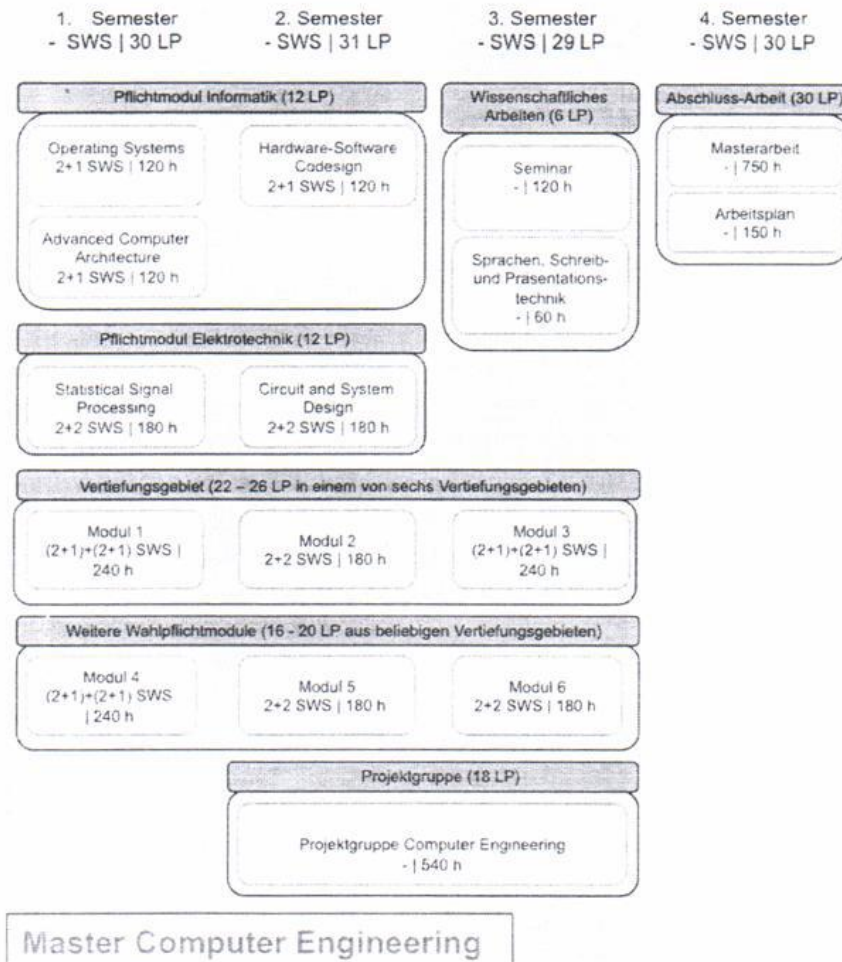 1. Semester
- SWS | 30 LP
2. Semester
- SWS | 31 LP
3. Semester
- SWS | 29 LP
4. Semester
- SWS | 30 LP
Pflichtmodul Informatik (12 LP)
Operating Systems
2+1 SWS | 120 h
Hardware-Software
Codesign
2+1 SWS | 120 h
Advanced Computer
Architecture
2+1 SWS | 120 h
Wissenschaftliches
Arbeiten (6 LP)
Seminar
- | 120 h
Sprachen, Schreib-
und Präsentations-
technik
- | 60 h
Abschluss-Arbeit (30 LP)
Masterarbeit
- | 750 h
Arbeitsplan
- | 150 h
Pflichtmodul Elektrotechnik (12 LP)
Statistical Signal
Processing
2+2 SWS | 180 h
Circuit and System
Design
2+2 SWS | 180 h
Vertiefungsgebiet (22 – 26 LP in einem von sechs Vertiefungsgebieten)
Modul 1
(2+1)+(2+1) SWS |
240 h
Modul 2
2+2 SWS | 180 h
Modul 3
(2+1)+(2+1) SWS |
240 h
Weitere Wahlpflichtmodule (16 - 20 LP aus beliebigen Vertiefungsgebieten)
Modul 4
(2+1)+(2+1) SWS
| 240 h
Modul 5
2+2 SWS | 180 h
Modul 6
2+2 SWS | 180 h
Projektgruppe (18 LP)
Projektgruppe Computer Engineering
- | 540 h
Master Computer Engineering